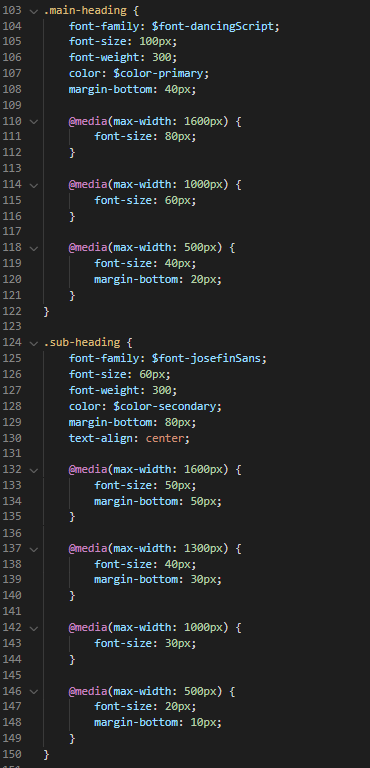 103 .main-heading {
104 font-family: $font-dancingScript;
105 font-size: 100px;
106 font-weight: 300;
107 color: $color-primary;
108 margin-bottom: 40px;
109
110 @media(max-width: 1600px) {
111 font-size: 80px;
112 }
113
114 @media(max-width: 1000px) {
115 font-size: 60px;
116 }
117
118 @media(max-width: 500px) {
119 font-size: 40px;
120 margin-bottom: 20px;
121 }
122 }
123
124 .sub-heading {
125 font-family: $font-josefinSans;
126 font-size: 60px;
127 font-weight: 300;
128 color: $color-secondary;
129 margin-bottom: 80px;
130 text-align: center;
131
132 @media(max-width: 1600px) {
133 font-size: 50px;
134 margin-bottom: 50px;
135 }
136
137 @media(max-width: 1300px) {
138 font-size: 40px;
139 margin-bottom: 30px;
140 }
141
142 @media(max-width: 1000px) {
143 font-size: 30px;
144 }
145
146 @media(max-width: 500px) {
147 font-size: 20px;
148 margin-bottom: 10px;
149 }
150 }